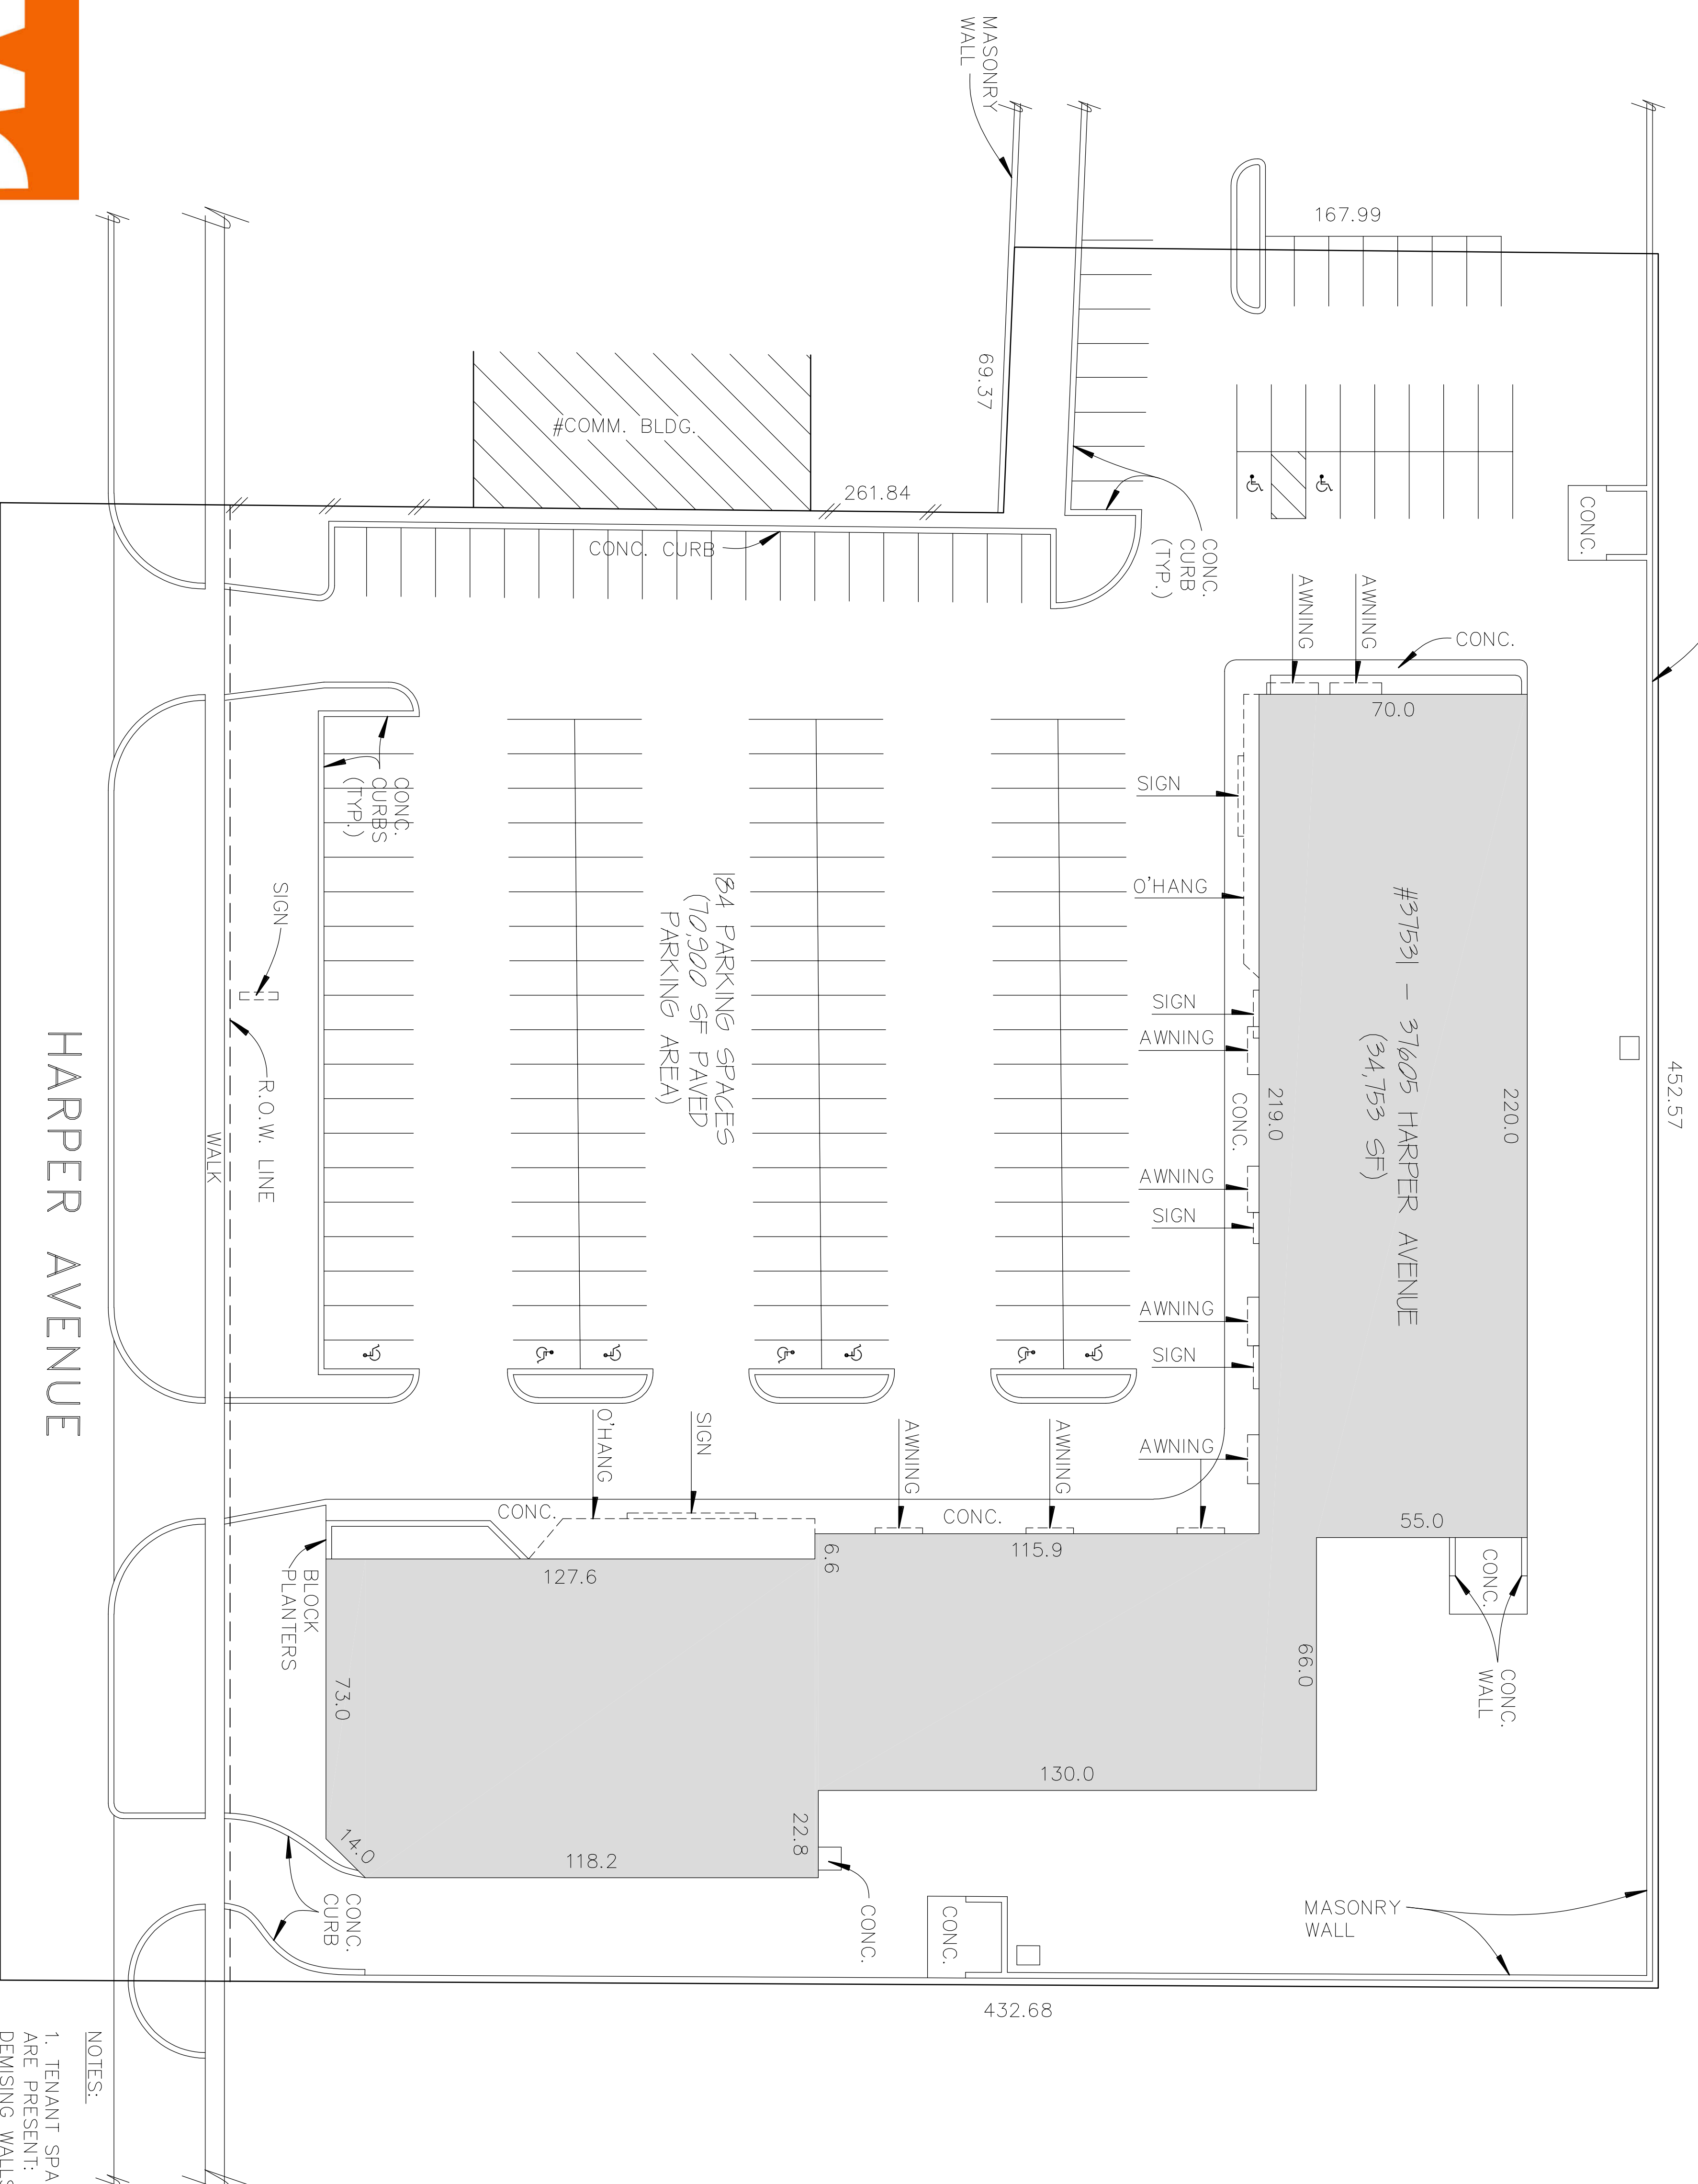 MASONRY
WALL
167.99
452.57
69.37
#COMM. BLDG.
261.84
CONC. CURB
CONC.
CURB
(TYP.)
CONC.
AWNING
AWNING
CONC.
70.0
SIGN
O'HANG
SIGN
AWNING
CONC.
219.0
220.0
#37531 - 37605 HARPER AVENUE
(34,753 SF)
AWNING
SIGN
AWNING
SIGN
AWNING
CONC.
CURBS
(TYP.)
184 PARKING SPACES
(70,900 SF PAVED
PARKING AREA)
SIGN
R.O.W. LINE
WALK
HARPER AVENUE
O'HANG
SIGN
AWNING
AWNING
CONC.
CONC.
127.6
6.6
115.9
55.0
CONC.
CONC.
WALL
66.0
BLOCK
PLANTERS
73.0
14.0
118.2
22.8
130.0
CONC.
CURB
CONC.
CONC.
MASONRY
WALL
432.68
NOTES:
1. TENANT SPA
ARE PRESENT:
DEMISING WALLS